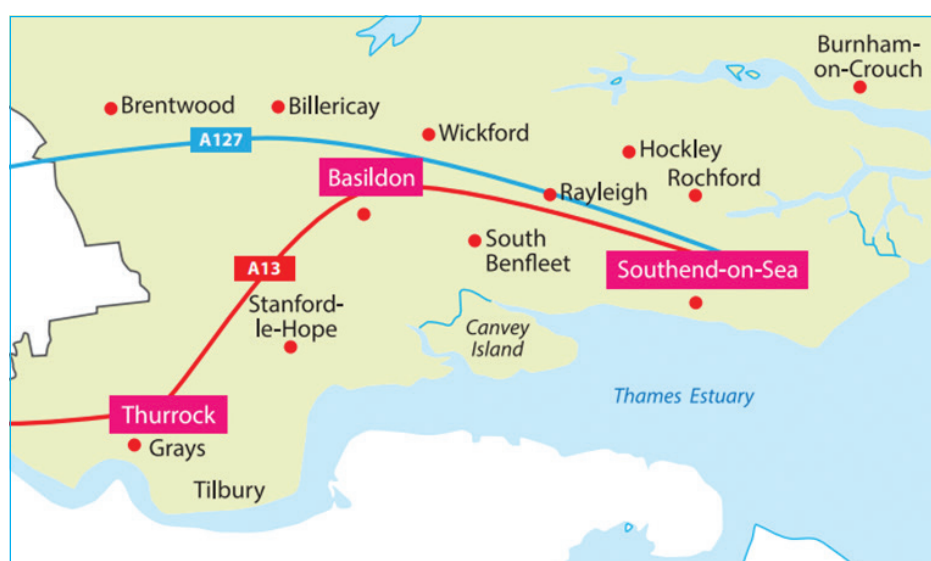 Burnham-
on-Crouch
Brentwood
Billericay
A127
Wickford
Hockley
Basildon
Rayleigh
Rochford
South
Benfleet
A13
Southend-on-Sea
Stanford-
le-Hope
Canvey
Island
Thames Estuary
Thurrock
Grays
Tilbury